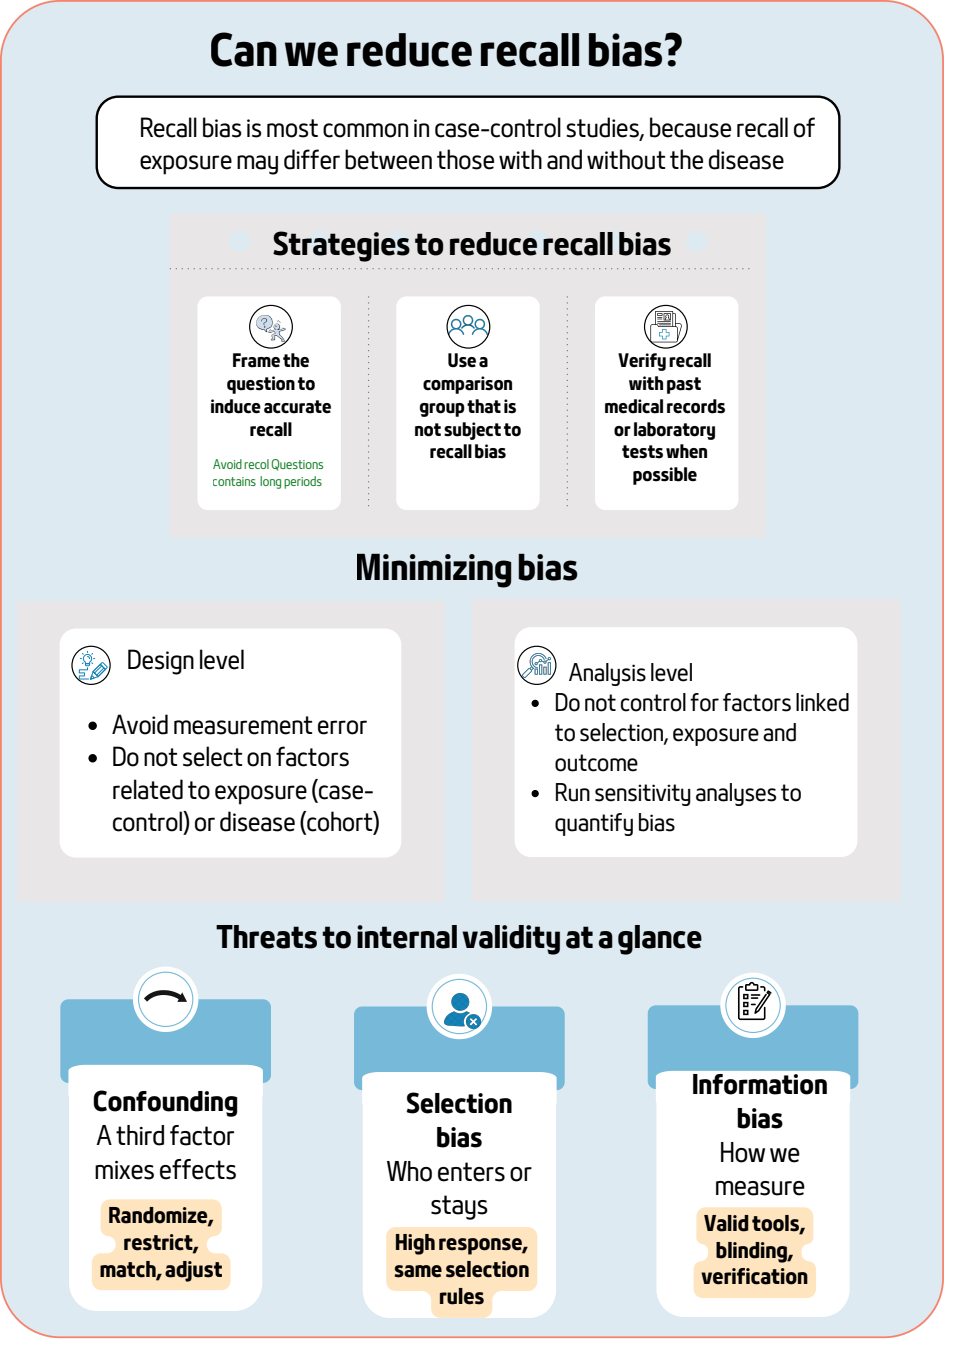 Can we reduce recall bias?
Recall bias is most common in case-control studies, because recall of
exposure may differ between those with and without the disease
Strategies to reduce recall bias
Frame the
question to
induce accurate
recall
Avoid recol Questions
contains long periods
Use a
comparison
group that is
not subject to
recall bias
Verify recall
with past
medical records
or laboratory
tests when
possible
Minimizing bias
Design level
• Avoid measurement error
• Do not select on factors
related to exposure (case-
control) or disease (cohort)
Analysis level
• Do not control for factors linked
to selection, exposure and
outcome
• Run sensitivity analyses to
quantify bias
Threats to internal validity at a glance
Confounding
A third factor
mixes effects
Randomize,
restrict,
match, adjust
Selection
bias
Who enters or
stays
High response,
same selection
rules
Information
bias
How we
measure
Valid tools,
blinding,
verification